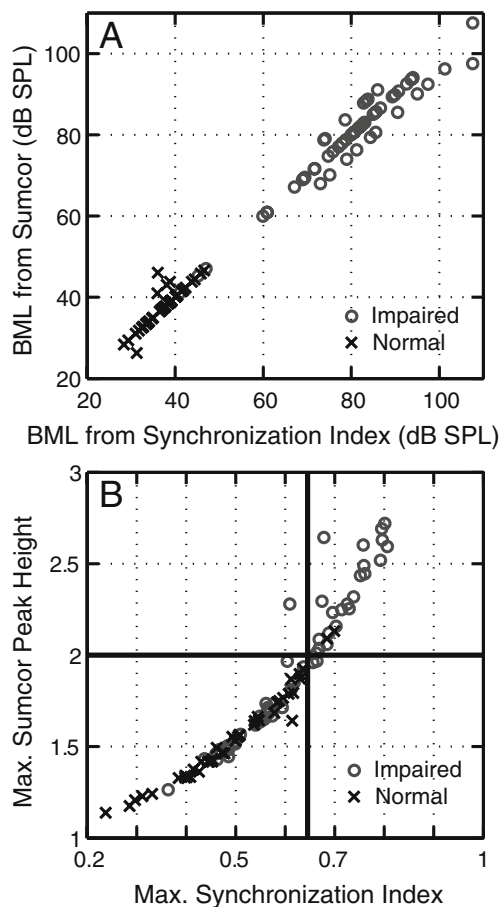 A
BML from Sumcor (dB SPL)
100
80
60
40
20
20 40 60 80 100
Impaired
Normal
BML from Synchronization Index (dB SPL)
B
Max. Sumcor Peak Height
3
2.5
2
1.5
1
0.2 0.5 0.7 1
Impaired
Normal
Max. Synchronization Index